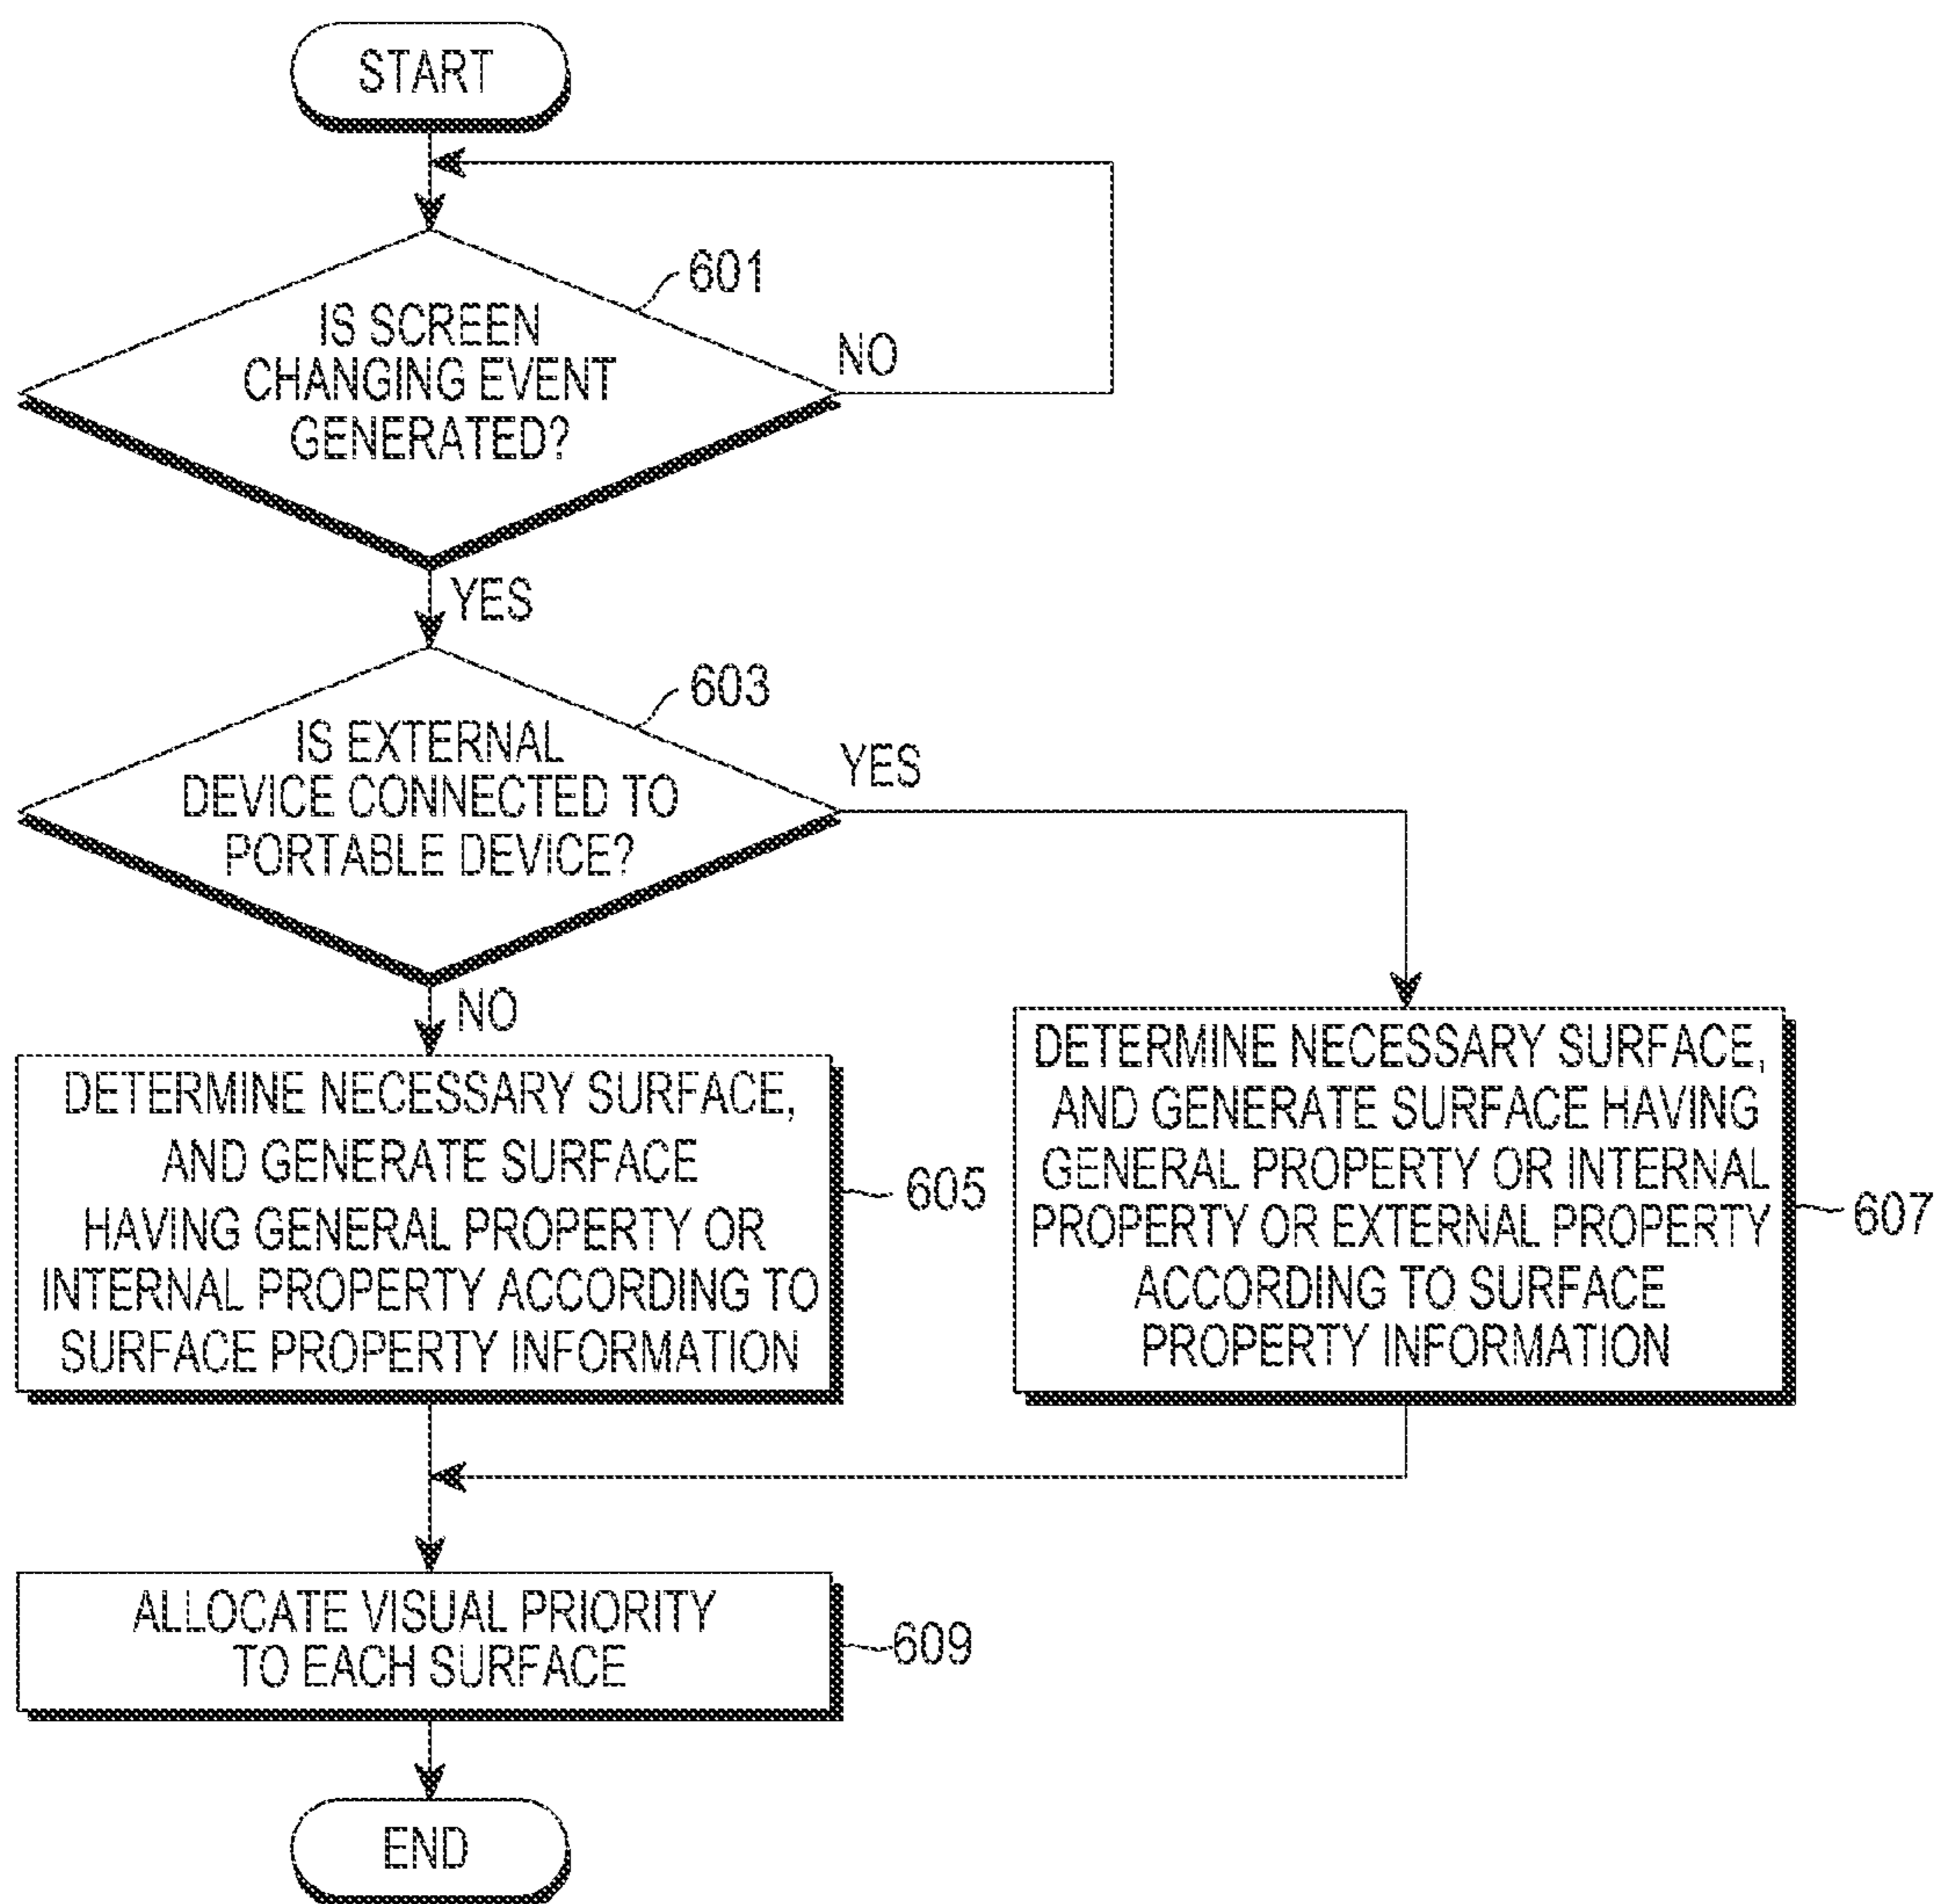 START
601
IS SCREEN
CHANGING EVENT
GENERATED?
NO
YES
603
IS EXTERNAL
DEVICE CONNECTED TO
PORTABLE DEVICE?
YES
NO
DETERMINE NECESSARY SURFACE,
AND GENERATE SURFACE
HAVING GENERAL PROPERTY OR
INTERNAL PROPERTY ACCORDING TO
SURFACE PROPERTY INFORMATION
605
DETERMINE NECESSARY SURFACE,
AND GENERATE SURFACE HAVING
GENERAL PROPERTY OR INTERNAL
PROPERTY OR EXTERNAL PROPERTY
ACCORDING TO SURFACE
PROPERTY INFORMATION
607
ALLOCATE VISUAL PRIORITY
TO EACH SURFACE
609
END